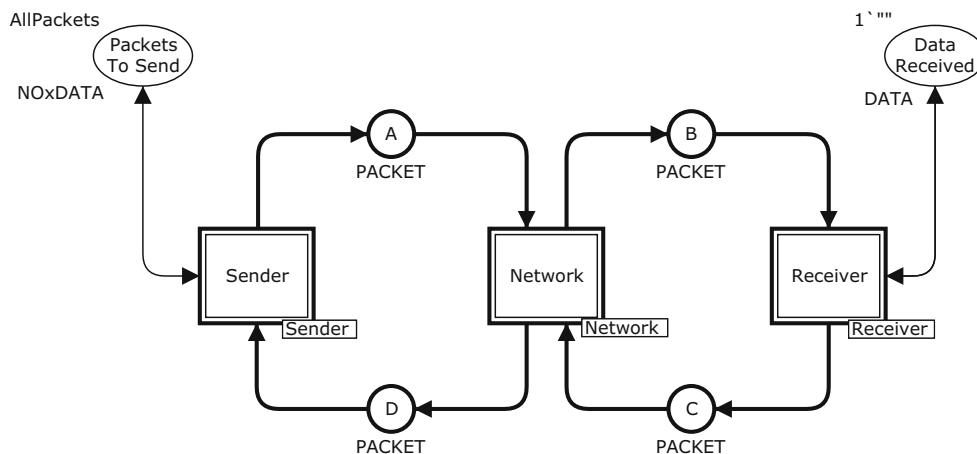 AllPackets
Packets
To Send
NOxDATA
1`""
Data
Received
DATA
A
PACKET
B
PACKET
Sender
Sender
Network
Network
Receiver
Receiver
D
PACKET
C
PACKET